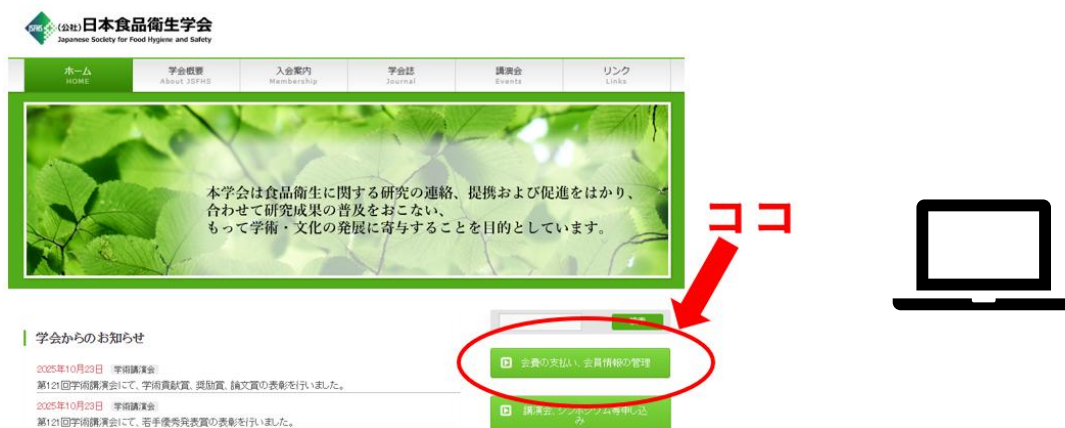 JSFHS (公社)日本食品衛生学会
Japanese Society for Food Hygiene and Safety
ホーム 学会概要 入会案内 学会誌 講演会 リンク
HOME About JSFHS Membership Journal Events Links
本学会は食品衛生に関する研究の連絡、提携および促進をはかり、
合わせて研究成果の普及をおこない、
もって学術・文化の発展に寄与することを目的としています。
ココ
学会からのお知らせ
2025年10月23日 学術講演会
第121回学術講演会にて、学術貢献賞、奨励賞、論文賞の表彰を行いました。
2025年10月23日 学術講演会
第121回学術講演会にて、若手優秀発表賞の表彰を行いました。
会費の支払い、会員情報の管理
講演会、シンポジウム等申し込
み